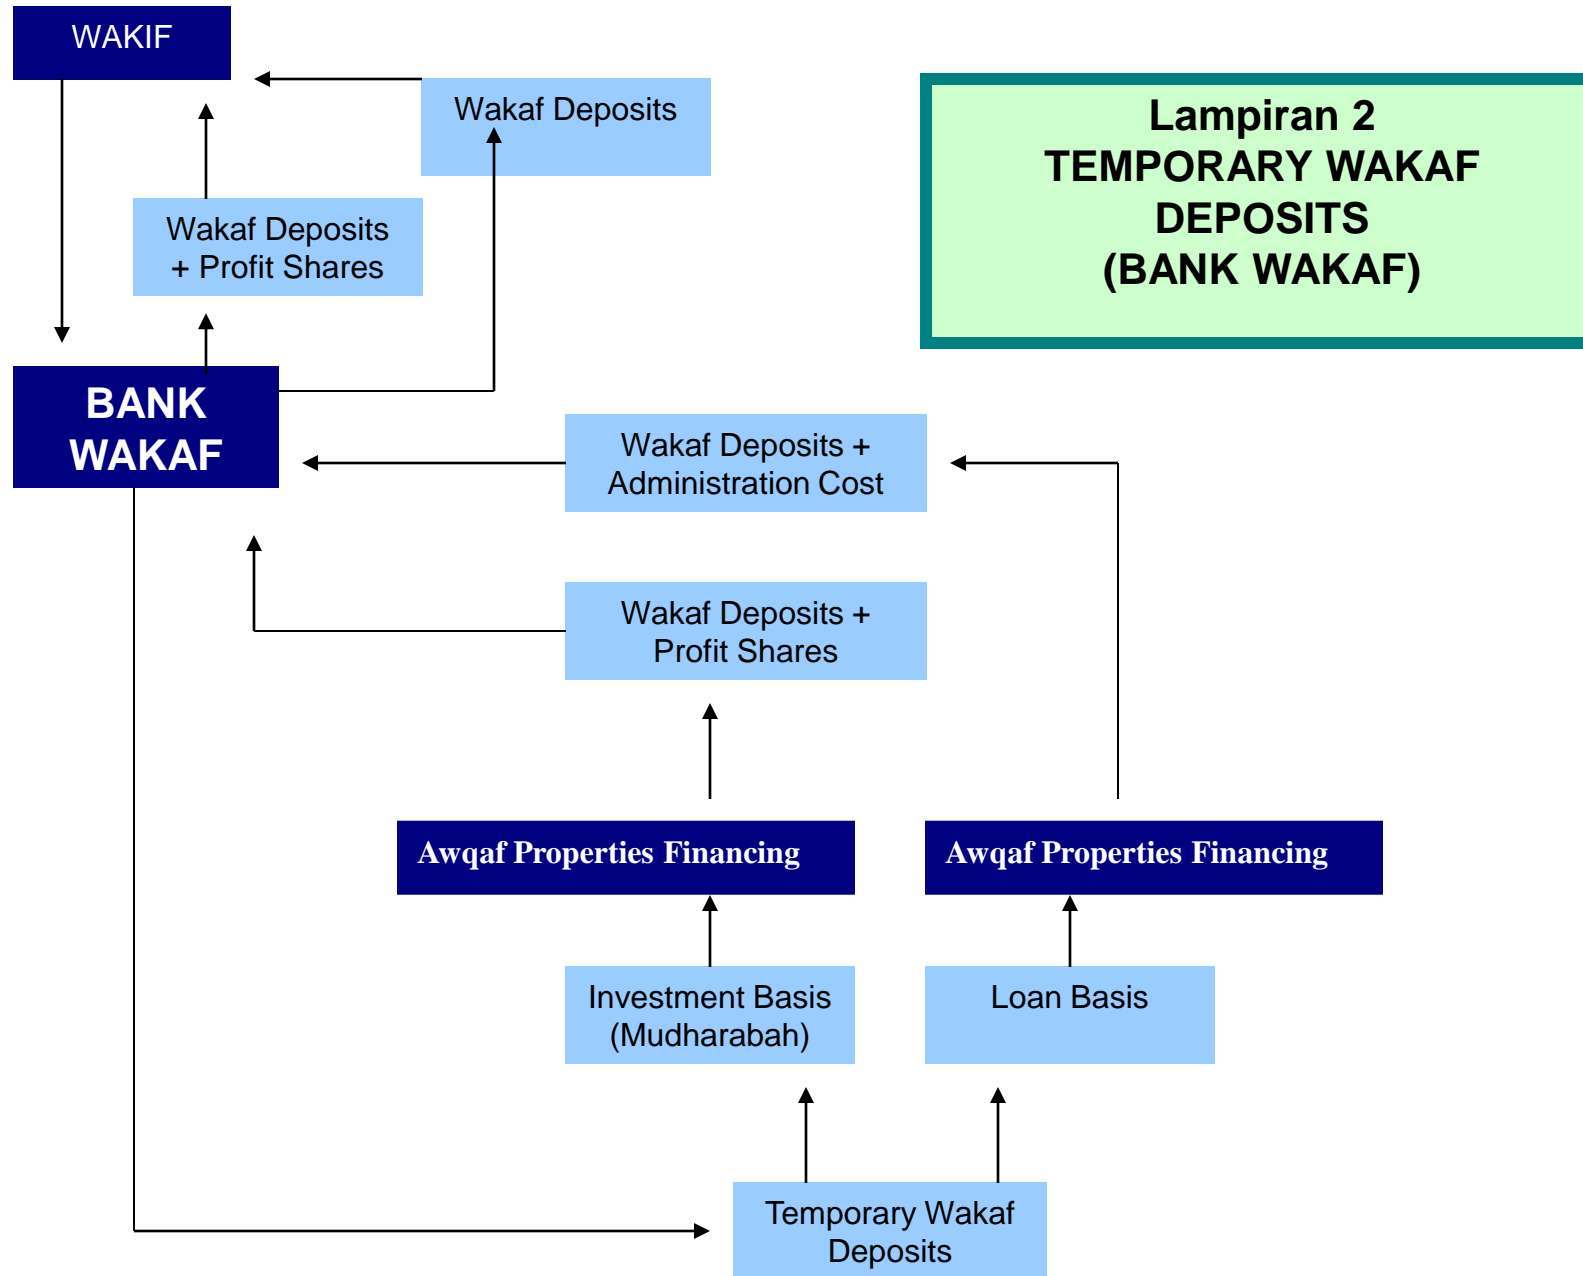 WAKIF
Wakaf Deposits
Lampiran 2
TEMPORARY WAKAF
DEPOSITS
(BANK WAKAF)
Wakaf Deposits
+ Profit Shares
BANK
WAKAF
Wakaf Deposits +
Administration Cost
Wakaf Deposits +
Profit Shares
Awqaf Properties Financing
Awqaf Properties Financing
Investment Basis
(Mudharabah)
Loan Basis
Temporary Wakaf
Deposits